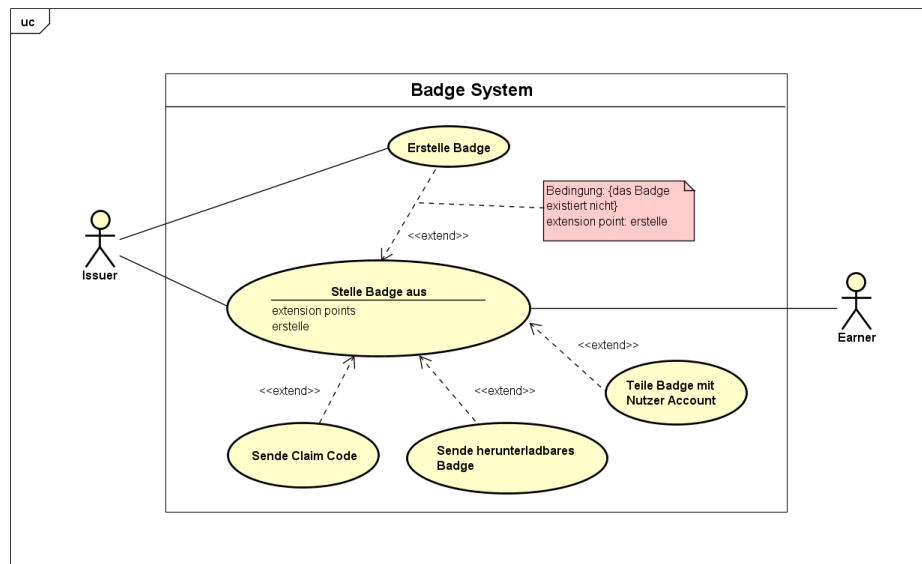 uc
Badge System
Erstelle Badge
Bedingung: {das Badge
existiert nicht}
extension point: erstelle
<<extend>>
Issuer
Stelle Badge aus
extension points
erstelle
Earner
<<extend>>
<<extend>>
<<extend>>
Teile Badge mit
Nutzer Account
Sende Claim Code
Sende herunterladbares
Badge